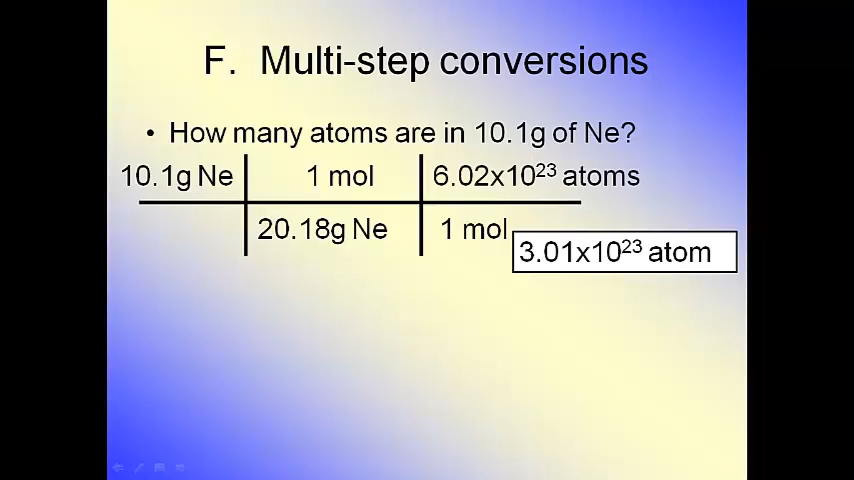 F. Multi-step conversions
• How many atoms are in 10.1g of Ne?
10.1g Ne 1 mol 6.02x10²³ atoms
20.18g Ne 1 mol
3.01x10²³ atom